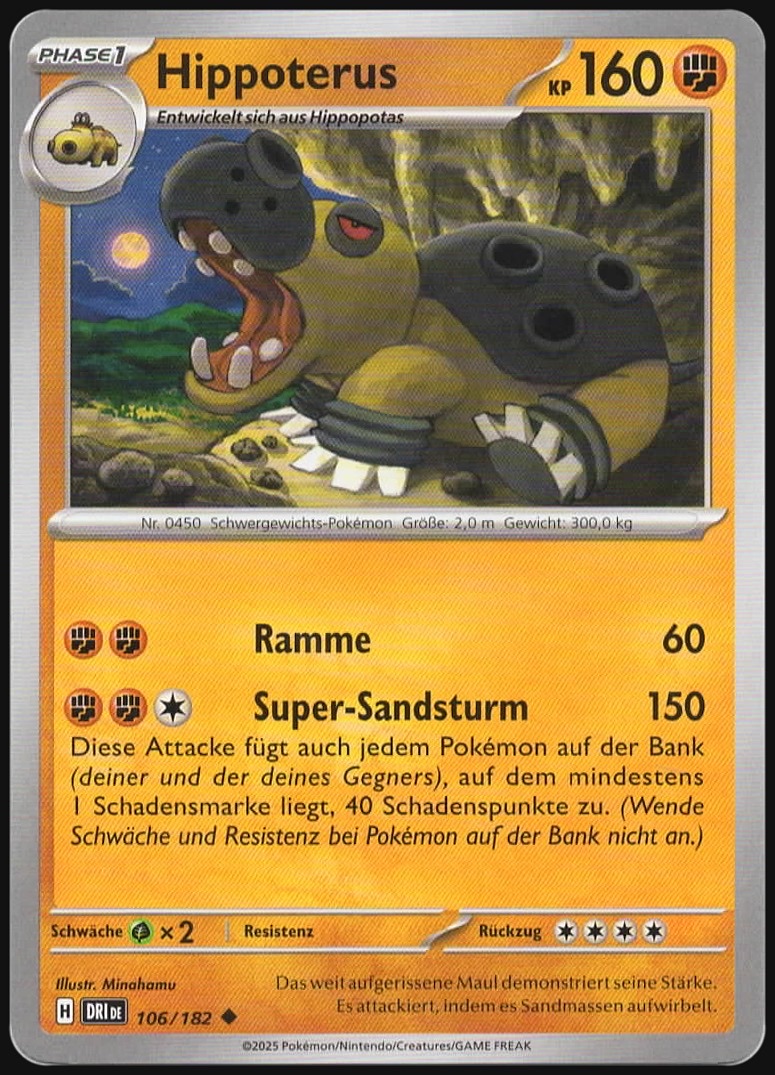 PHASE 1
Hippoterus
KP 160
Entwickelt sich aus Hippopotas
Nr. 0450 Schwergewichts-Pokémon Größe: 2,0 m Gewicht: 300,0 kg
Ramme 60
Super-Sandsturm 150
Diese Attacke fügt auch jedem Pokémon auf der Bank
(deiner und der deines Gegners), auf dem mindestens
1 Schadensmarke liegt, 40 Schadenspunkte zu. (Wende
Schwäche und Resistenz bei Pokémon auf der Bank nicht an.)
Schwäche × 2 Resistenz Rückzug
Illustr. Minahamu
Das weit aufgerissene Maul demonstriert seine Stärke.
Es attackiert, indem es Sandmassen aufwirbelt.
H DRI DE 106/182
©2025 Pokémon/Nintendo/Creatures/GAME FREAK